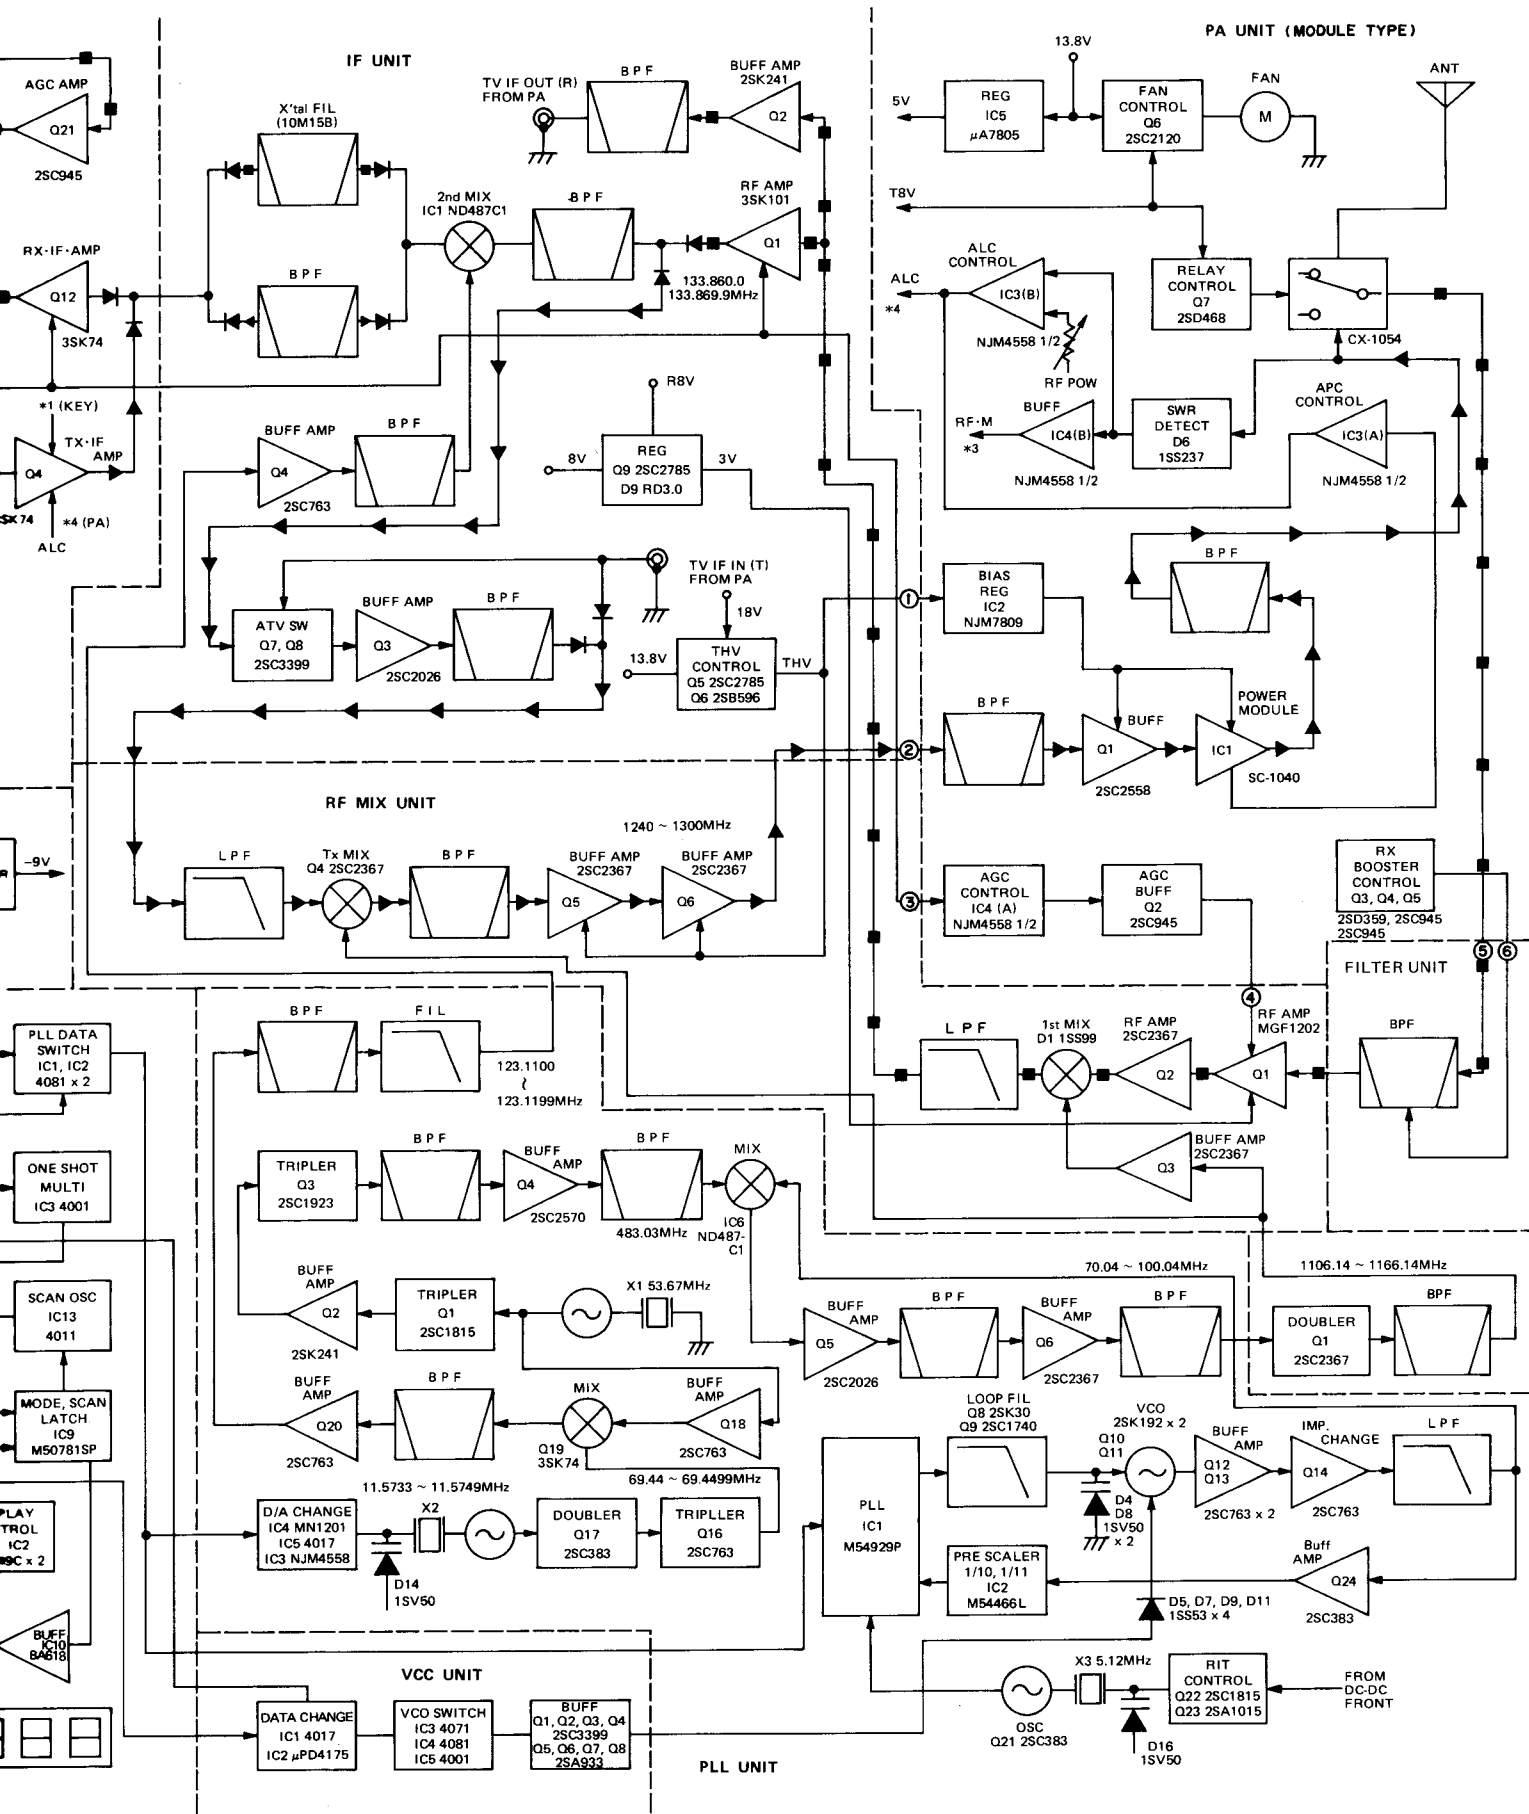 AGC AMP
Q21
2SC945
RX·IF·AMP
Q12
3SK74
*1 (KEY)
TX·IF
AMP
Q4
SK74
*4 (PA)
ALC
IF UNIT
X'tal FIL
(10M15B)
B P F
2nd MIX
IC1 ND487C1
TV IF OUT (R)
FROM PA
B P F
BUFF AMP
2SK241
Q2
B P F
RF AMP
3SK101
Q1
133.860.0
133.869.9MHz
BUFF AMP
Q4
2SC763
B P F
R8V
8V
REG
Q9 2SC2785
D9 RD3.0
3V
ATV SW
Q7, Q8
2SC3399
BUFF AMP
Q3
2SC2026
B P F
TV IF IN (T)
FROM PA
18V
13.8V
THV
CONTROL
Q5 2SC2785
Q6 2SB596
THV
PA UNIT (MODULE TYPE)
13.8V
5V
REG
IC5
µA7805
FAN
CONTROL
Q6
2SC2120
FAN
M
ANT
T8V
ALC
*4
ALC
CONTROL
IC3(B)
NJM4558 1/2
RF POW
RELAY
CONTROL
Q7
2SD468
CX-1054
RF·M
*3
BUFF
IC4(B)
NJM4558 1/2
SWR
DETECT
D6
1SS237
APC
CONTROL
IC3(A)
NJM4558 1/2
B P F
1
BIAS
REG
IC2
NJM7809
2
B P F
BUFF
Q1
2SC2558
POWER
MODULE
IC1
SC-1040
3
AGC
CONTROL
IC4 (A)
NJM4558 1/2
AGC
BUFF
Q2
2SC945
RX
BOOSTER
CONTROL
Q3, Q4, Q5
2SD359, 2SC945
2SC945
5
6
FILTER UNIT
BPF
RF MIX UNIT
-9V
R
L P F
Tx MIX
Q4 2SC2367
B P F
1240 ~ 1300MHz
BUFF AMP
2SC2367
Q5
BUFF AMP
2SC2367
Q6
4
L P F
1st MIX
D1 1SS99
RF AMP
2SC2367
Q2
RF AMP
MGF1202
Q1
BUFF AMP
2SC2367
Q3
PLL DATA
SWITCH
IC1, IC2
4081 x 2
ONE SHOT
MULTI
IC3 4001
SCAN OSC
IC13
4011
MODE, SCAN
LATCH
IC9
M50781SP
PLAY
TROL
IC2
9C x 2
BUFF
IC10
BA618
B P F
F I L
123.1100
~
123.1199MHz
TRIPLER
Q3
2SC1923
B P F
BUFF
AMP
Q4
2SC2570
B P F
483.03MHz
MIX
IC6
ND487-
C1
BUFF
AMP
Q2
2SK241
TRIPLER
Q1
2SC1815
X1 53.67MHz
70.04 ~ 100.04MHz
1106.14 ~ 1166.14MHz
BUFF
AMP
Q5
2SC2026
B P F
BUFF
AMP
Q6
2SC2367
B P F
DOUBLER
Q1
2SC2367
BPF
BUFF
AMP
Q20
2SC763
B P F
MIX
Q19
3SK74
BUFF
AMP
Q18
2SC763
11.5733 ~ 11.5749MHz
69.44 ~ 69.4499MHz
D/A CHANGE
IC4 MN1201
IC5 4017
IC3 NJM4558
X2
D14
1SV50
DOUBLER
Q17
2SC383
TRIPLLER
Q16
2SC763
PLL
IC1
M54929P
LOOP FIL
Q8 2SK30
Q9 2SC1740
VCO
2SK192 x 2
Q10
Q11
D4
D8
1SV50
x 2
BUFF
AMP
Q12
Q13
2SC763 x 2
IMP.
CHANGE
Q14
2SC763
L P F
PRE SCALER
1/10, 1/11
IC2
M54466L
Buff
AMP
Q24
2SC383
D5, D7, D9, D11
1SS53 x 4
OSC
Q21 2SC383
X3 5.12MHz
D16
1SV50
RIT
CONTROL
Q22 2SC1815
Q23 2SA1015
FROM
DC-DC
FRONT
VCC UNIT
DATA CHANGE
IC1 4017
IC2 µPD4175
VCO SWITCH
IC3 4071
IC4 4081
IC5 4001
BUFF
Q1, Q2, Q3, Q4
2SC3399
Q5, Q6, Q7, Q8
2SA933
PLL UNIT